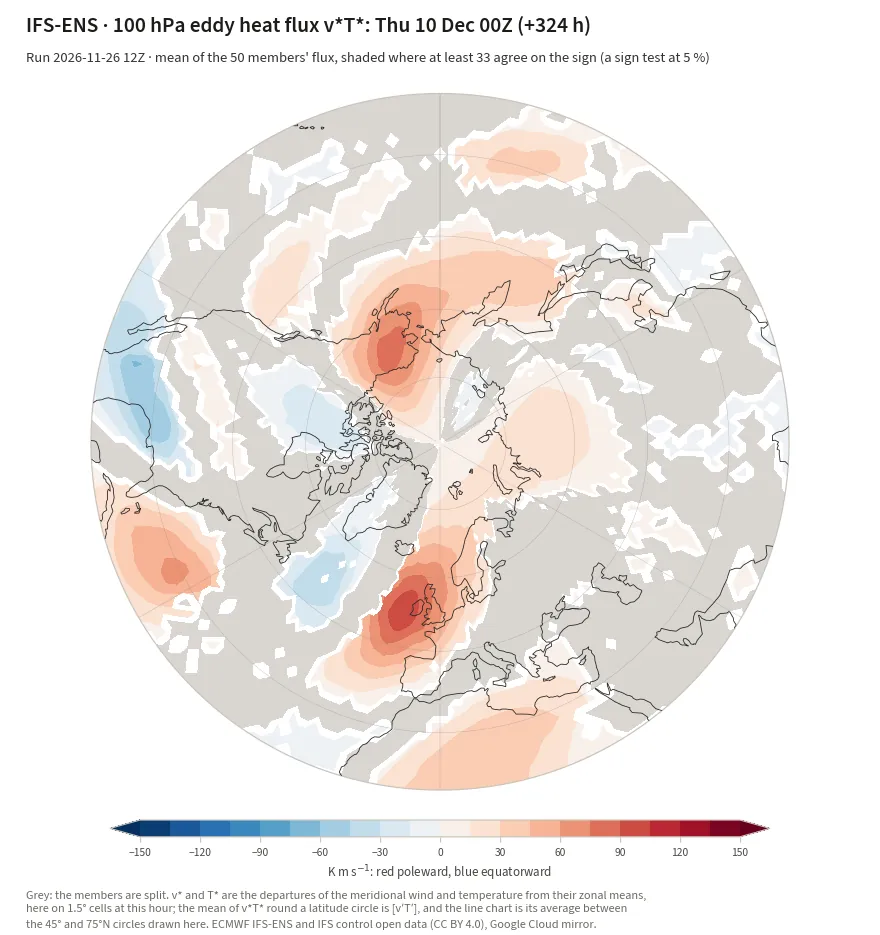 IFS-ENS · 100 hPa eddy heat flux v*T*: Thu 10 Dec 00Z (+324 h)
Run 2026-11-26 12Z · mean of the 50 members' flux, shaded where at least 33 agree on the sign (a sign test at 5 %)
−150 −120 −90 −60 −30 0 30 60 90 120 150
K m s⁻¹: red poleward, blue equatorward
Grey: the members are split. v* and T* are the departures of the meridional wind and temperature from their zonal means,
here on 1.5° cells at this hour; the mean of v*T* round a latitude circle is [v′T′], and the line chart is its average between
the 45° and 75°N circles drawn here. ECMWF IFS-ENS and IFS control open data (CC BY 4.0), Google Cloud mirror.